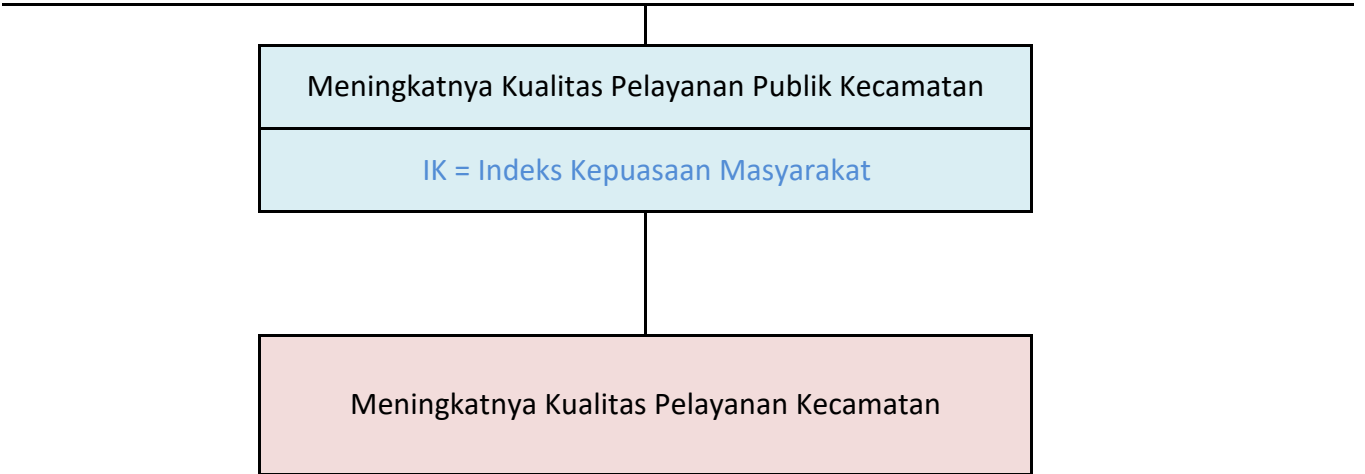 Meningkatnya Kualitas Pelayanan Publik Kecamatan
IK = Indeks Kepuasaan Masyarakat
Meningkatnya Kualitas Pelayanan Kecamatan